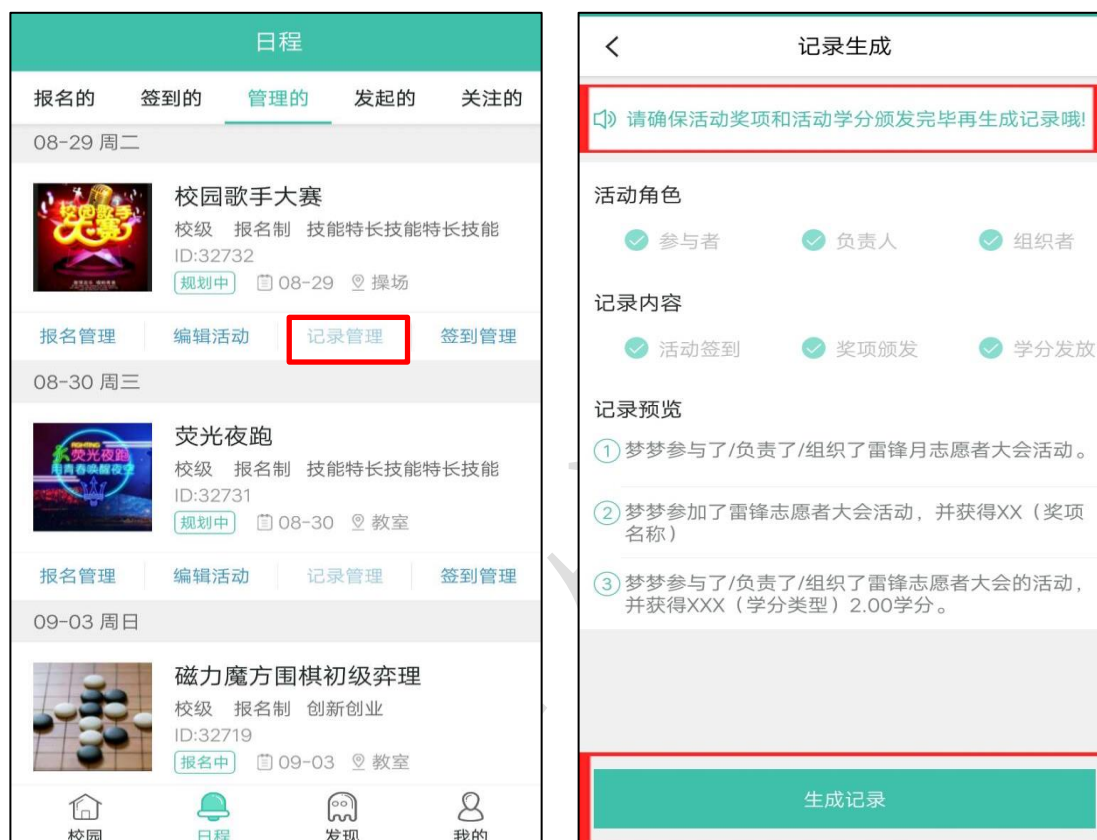 日程
报名的 签到的 管理的 发起的 关注的
08-29 周二
校园歌手大赛
校级 报名制 技能特长技能特长技能
ID:32732
规划中 08-29 操场
报名管理 编辑活动 记录管理 签到管理
08-30 周三
荧光夜跑
校级 报名制 技能特长技能特长技能
ID:32731
规划中 08-30 教室
报名管理 编辑活动 记录管理 签到管理
09-03 周日
磁力魔方围棋初级弈理
校级 报名制 创新创业
ID:32719
报名中 09-03 教室
校园 日程 发现 我的
记录生成
请确保活动奖项和活动学分颁发完毕再生成记录哦!
活动角色
参与者 负责人 组织者
记录内容
活动签到 奖项颁发 学分发放
记录预览
1 梦梦参与了/负责了/组织了雷锋月志愿者大会活动。
2 梦梦参加了雷锋志愿者大会活动，并获得XX（奖项
名称）
3 梦梦参与了/负责了/组织了雷锋志愿者大会的活动，
并获得XXX（学分类型）2.00学分。
生成记录